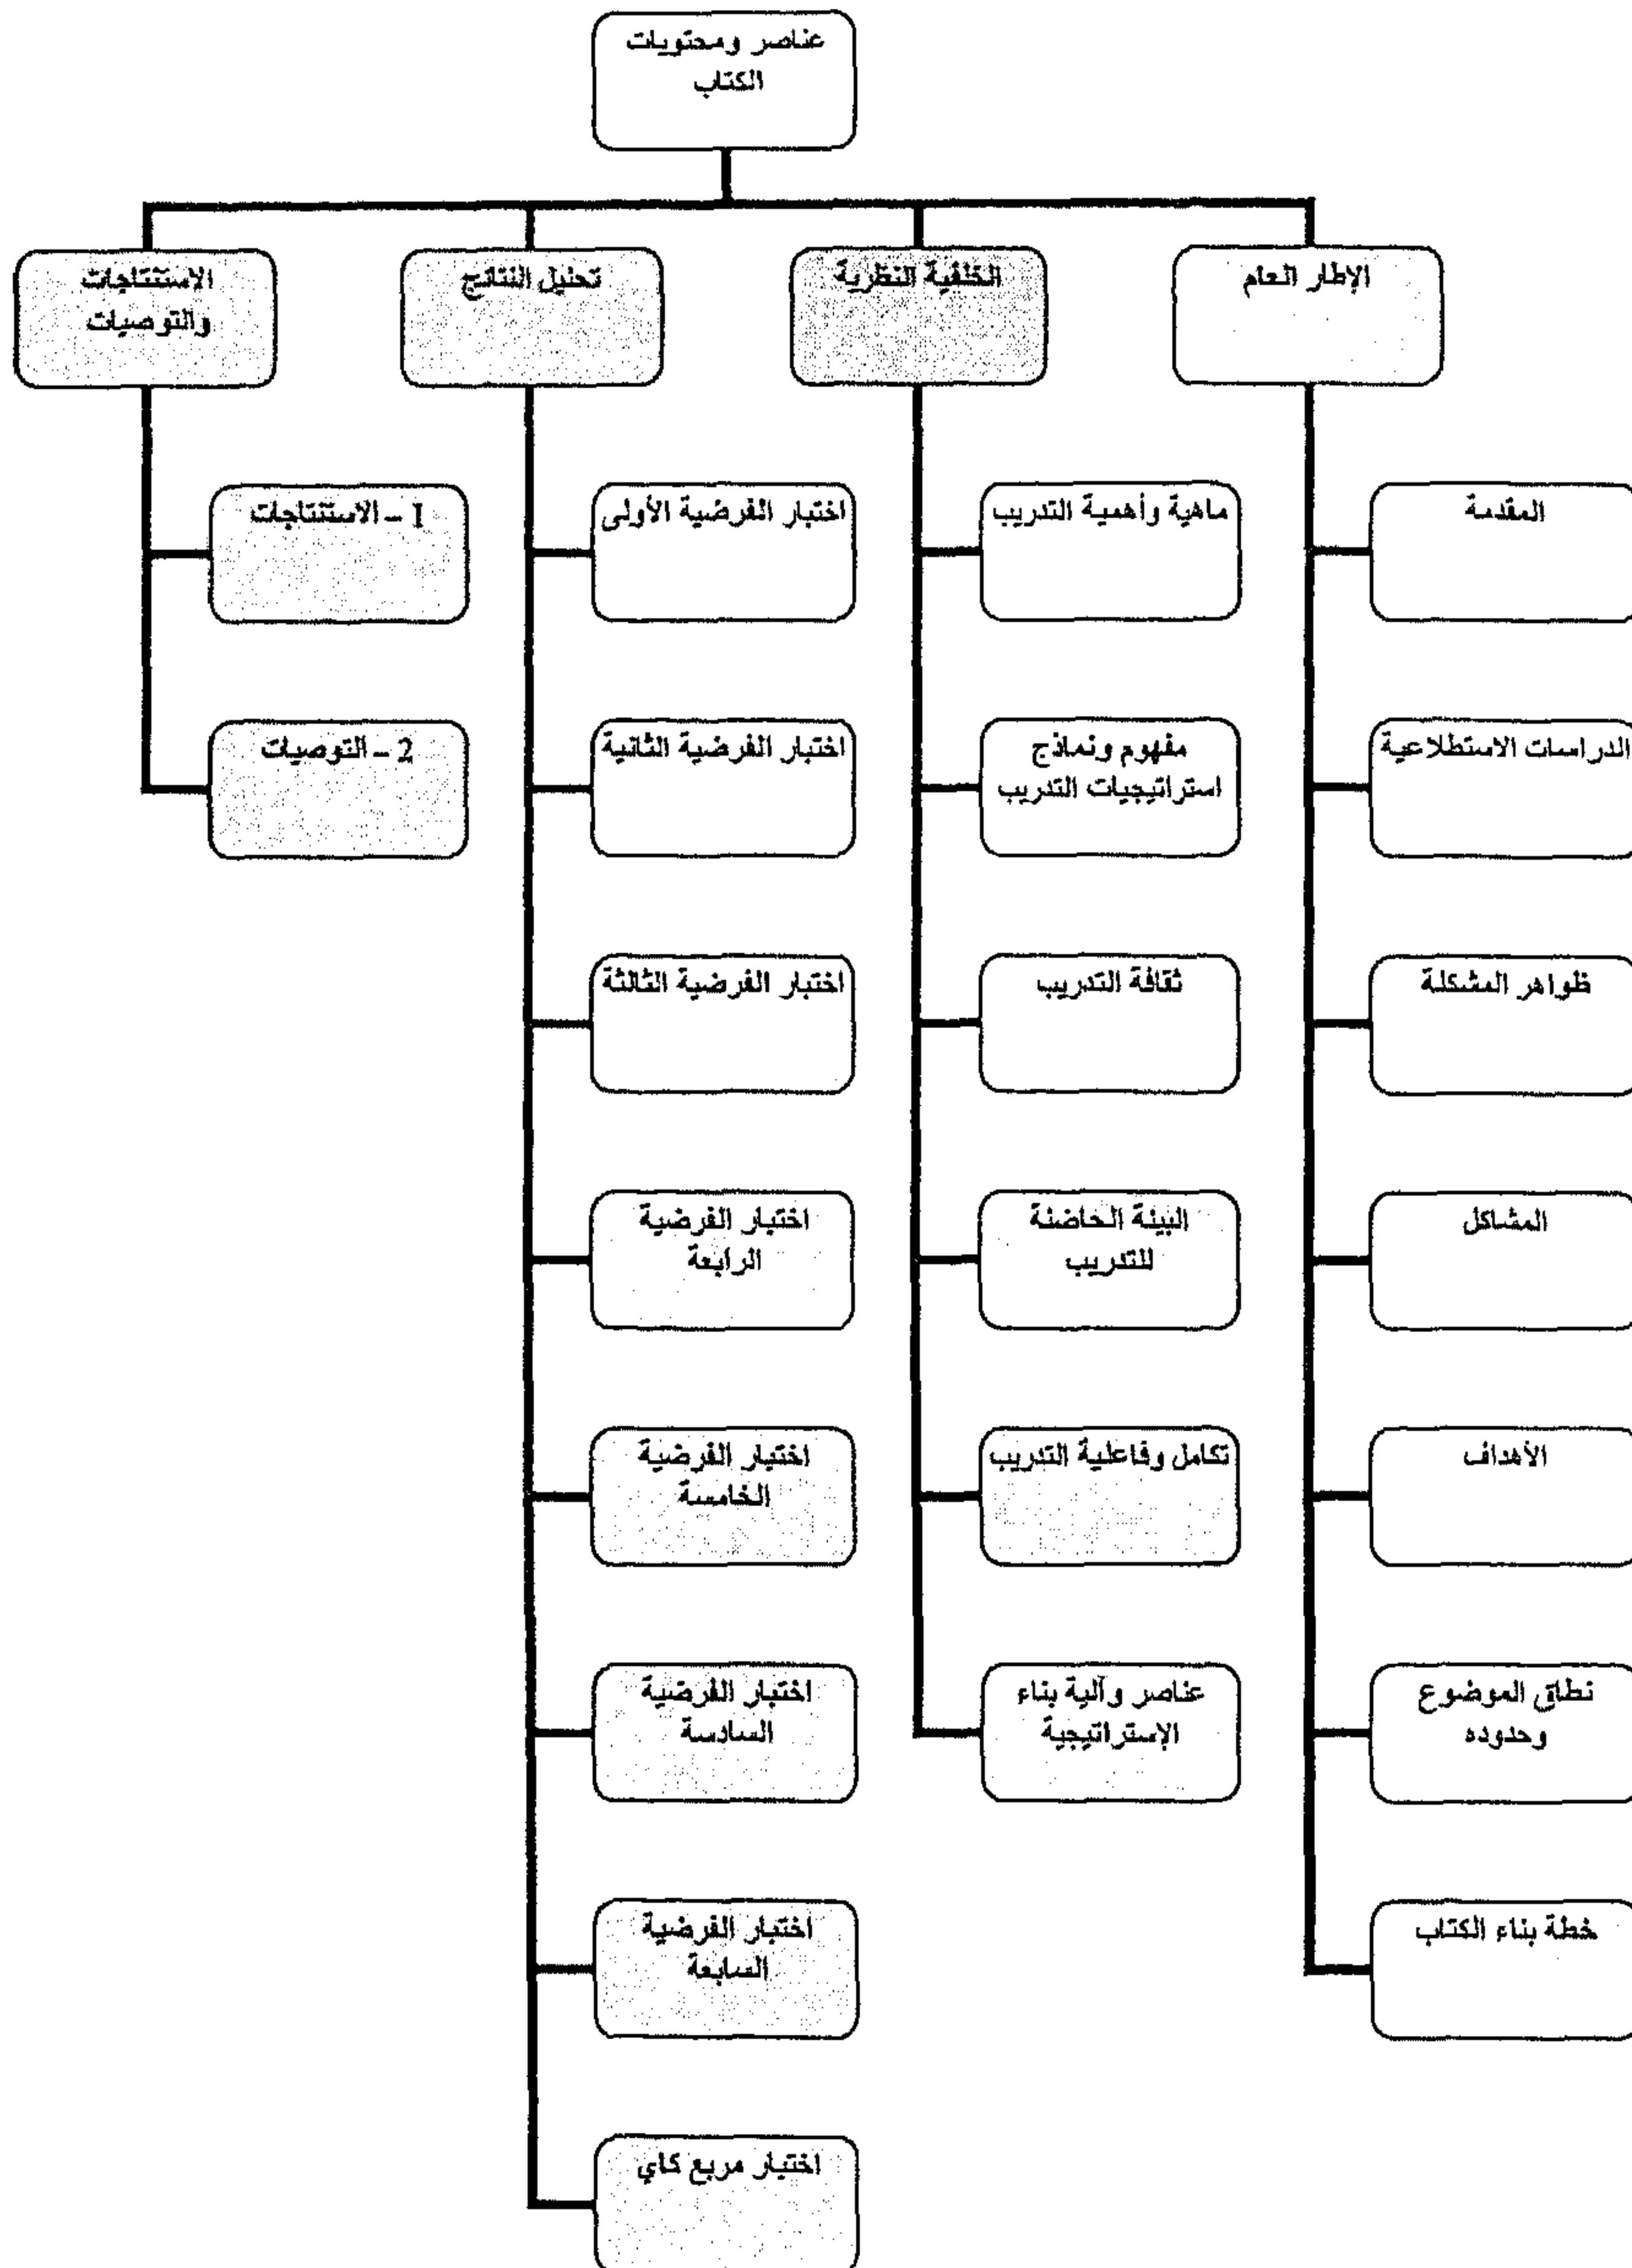 عناصر ومحتويات
الكتاب
الإطار العام
الخلفية النظرية
تحليل النتائج
الاستنتاجات
والتوصيات
المقدمة
الدراسات الاستطلاعية
ظواهر المشكلة
المشاكل
الأهداف
نطاق الموضوع
وحدوده
خطة بناء الكتاب
ماهية وأهمية التدريب
مفهوم ونماذج
استراتيجيات التدريب
ثقافة التدريب
البيئة الحاضنة
للتدريب
تكامل وفاعلية التدريب
عناصر وآلية بناء
الإستراتيجية
اختبار الفرضية الأولى
اختبار الفرضية الثانية
اختبار الفرضية الثالثة
اختبار الفرضية
الرابعة
اختبار الفرضية
الخامسة
اختبار الفرضية
السادسة
اختبار الفرضية
السابعة
اختبار مربع كاي
1 – الاستنتاجات
2 – التوصيات